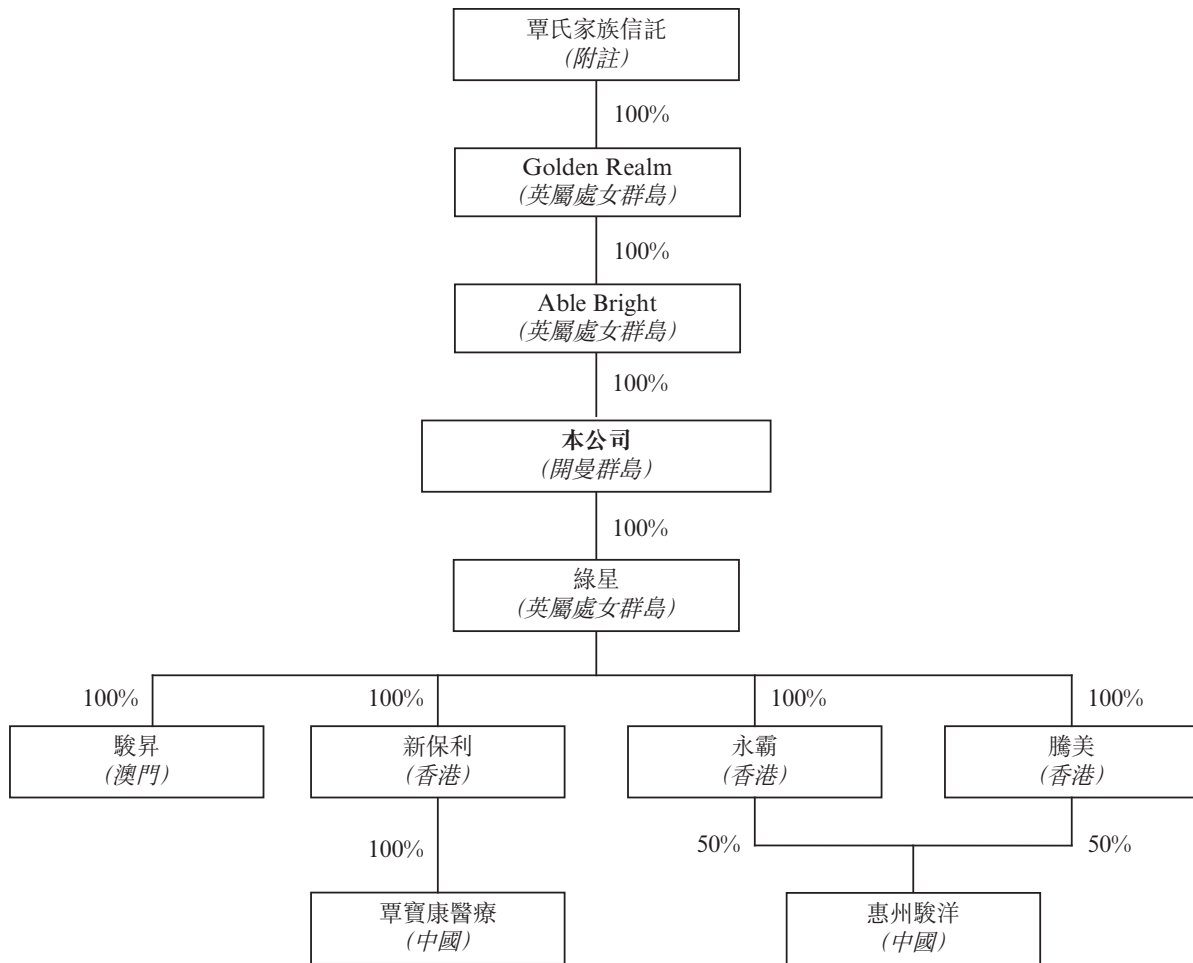 覃氏家族信託
(附註)
100%
Golden Realm
(英屬處女群島)
100%
Able Bright
(英屬處女群島)
100%
本公司
(開曼群島)
100%
綠星
(英屬處女群島)
100%
100%
100%
100%
駿昇
(澳門)
新保利
(香港)
永霸
(香港)
騰美
(香港)
100%
50%
50%
覃寶康醫療
(中國)
惠州駿洋
(中國)